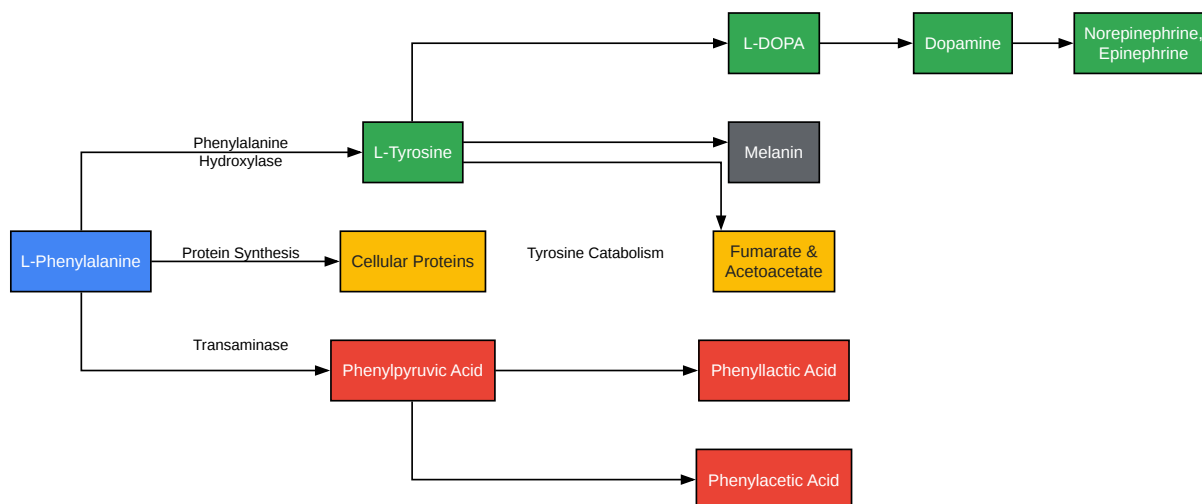 L-DOPA
Dopamine
Norepinephrine,
Epinephrine
Phenylalanine
Hydroxylase
L-Tyrosine
Melanin
L-Phenylalanine
Protein Synthesis
Cellular Proteins
Tyrosine Catabolism
Fumarate &
Acetoacetate
Transaminase
Phenylpyruvic Acid
Phenyllactic Acid
Phenylacetic Acid